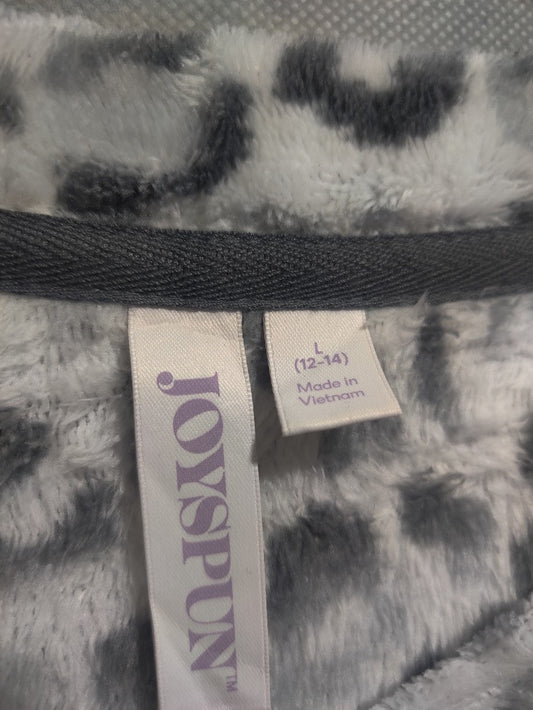 JOYSPUN™
L
(12-14)
Made in
Vietnam